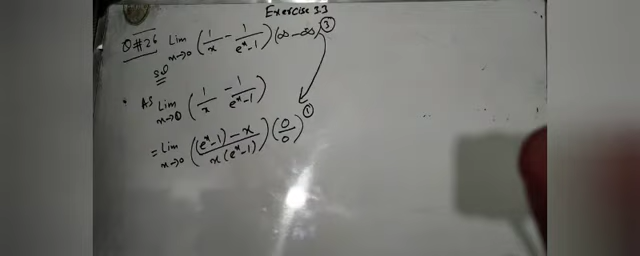 Exercise 3.3
Q#26 Lim x→0 (1/x - 1/(e^x-1)) (∞-∞) ③
Sol
As Lim x→0 (1/x - 1/(e^x-1))
= Lim x→0 ((e^x-1)-x / x(e^x-1)) (0/0) ①